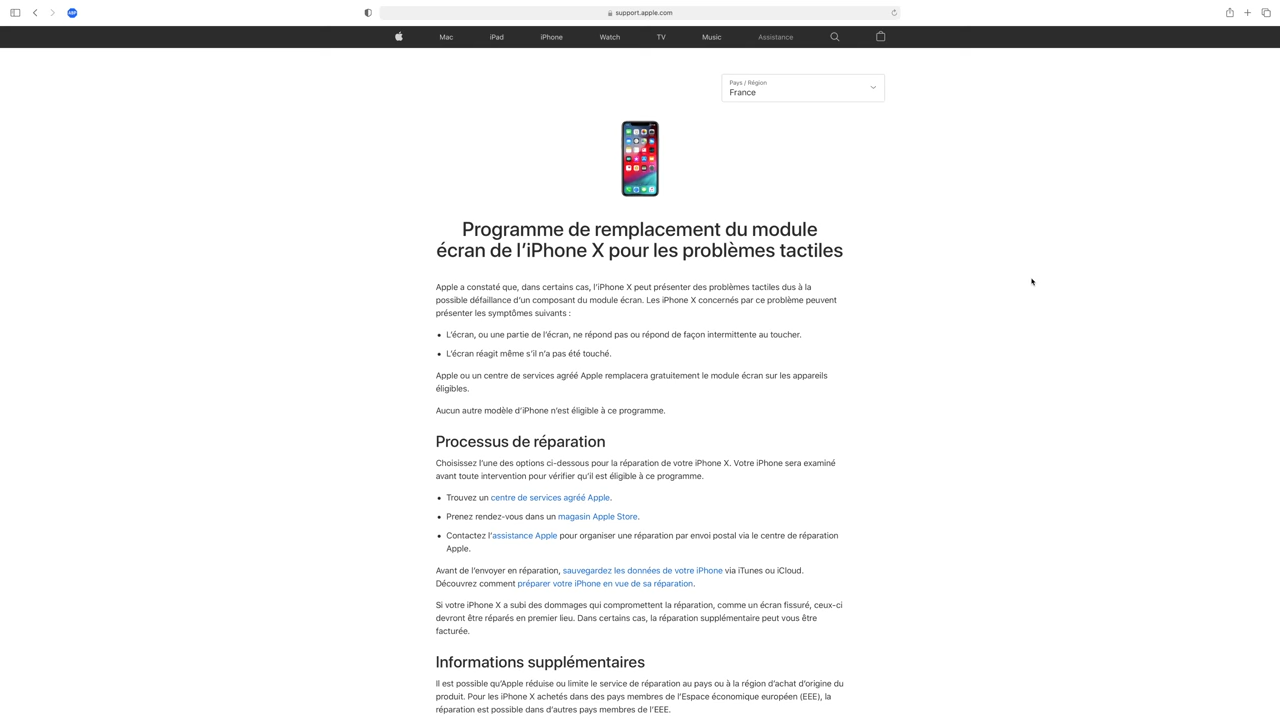 support.apple.com
Mac iPad iPhone Watch TV Music Assistance
Pays / Région
France
Programme de remplacement du module
écran de l’iPhone X pour les problèmes tactiles
Apple a constaté que, dans certains cas, l’iPhone X peut présenter des problèmes tactiles dus à la
possible défaillance d’un composant du module écran. Les iPhone X concernés par ce problème peuvent
présenter les symptômes suivants :
• L’écran, ou une partie de l’écran, ne répond pas ou répond de façon intermittente au toucher.
• L’écran réagit même s’il n’a pas été touché.
Apple ou un centre de services agréé Apple remplacera gratuitement le module écran sur les appareils
éligibles.
Aucun autre modèle d’iPhone n’est éligible à ce programme.
Processus de réparation
Choisissez l’une des options ci-dessous pour la réparation de votre iPhone X. Votre iPhone sera examiné
avant toute intervention pour vérifier qu’il est éligible à ce programme.
• Trouvez un centre de services agréé Apple.
• Prenez rendez-vous dans un magasin Apple Store.
• Contactez l’assistance Apple pour organiser une réparation par envoi postal via le centre de réparation
Apple.
Avant de l’envoyer en réparation, sauvegardez les données de votre iPhone via iTunes ou iCloud.
Découvrez comment préparer votre iPhone en vue de sa réparation.
Si votre iPhone X a subi des dommages qui compromettent la réparation, comme un écran fissuré, ceux-ci
devront être réparés en premier lieu. Dans certains cas, la réparation supplémentaire peut vous être
facturée.
Informations supplémentaires
Il est possible qu’Apple réduise ou limite le service de réparation au pays ou à la région d’achat d’origine du
produit. Pour les iPhone X achetés dans des pays membres de l’Espace économique européen (EEE), la
réparation est possible dans d’autres pays membres de l’EEE.